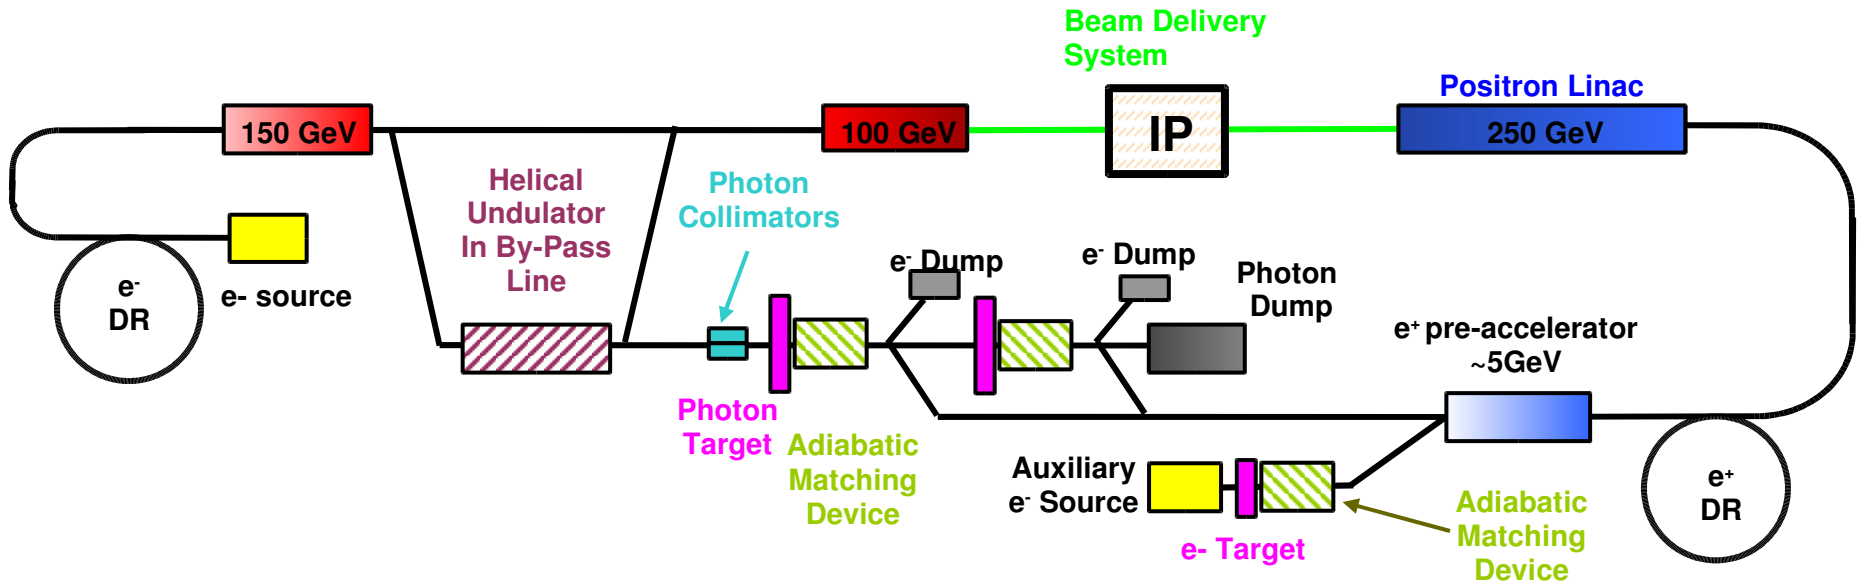 Beam Delivery
System
Positron Linac
150 GeV
100 GeV
IP
250 GeV
Helical
Undulator
In By-Pass
Line
Photon
Collimators
e- Dump
e- Dump
Photon
Dump
e-
DR
e- source
e+ pre-accelerator
~5GeV
Photon
Target
Adiabatic
Matching
Device
Auxiliary
e- Source
e- Target
Adiabatic
Matching
Device
e+
DR